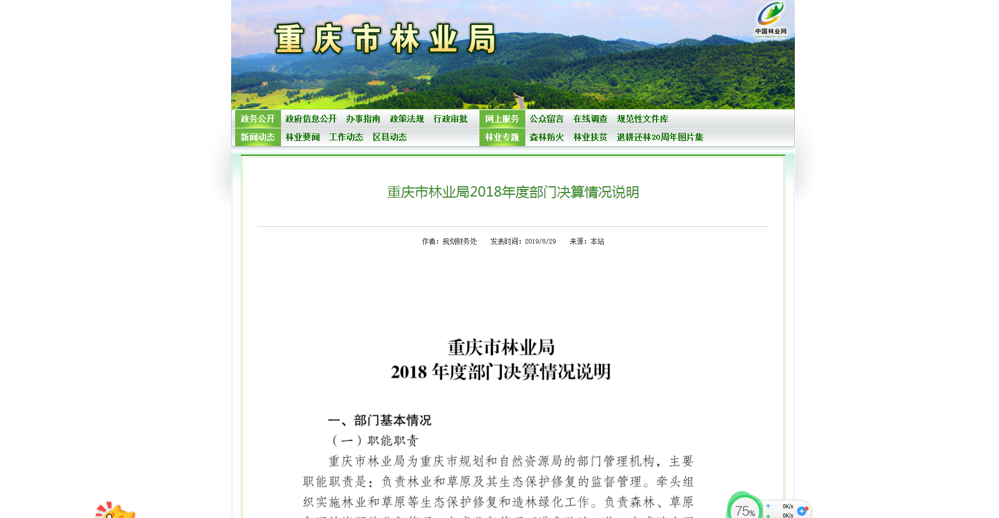 重庆市林业局
中国林业网
WWW.FORESTRY.GOV.CN
政务公开 政府信息公开 办事指南 政策法规 行政审批 网上服务 公众留言 在线调查 规范性文件库
新闻动态 林业要闻 工作动态 区县动态 林业专题 森林防火 林业扶贫 退耕还林20周年图片集
重庆市林业局2018年度部门决算情况说明
作者：规划财务处 发表时间：2019/8/29 来源：本站
重庆市林业局
2018 年度部门决算情况说明
一、部门基本情况
（一）职能职责
重庆市林业局为重庆市规划和自然资源局的部门管理机构，主要
职能职责是：负责林业和草原及其生态保护修复的监督管理。牵头组
织实施林业和草原等生态保护修复和造林绿化工作。负责森林、草原
75%
0K/s
0K/s